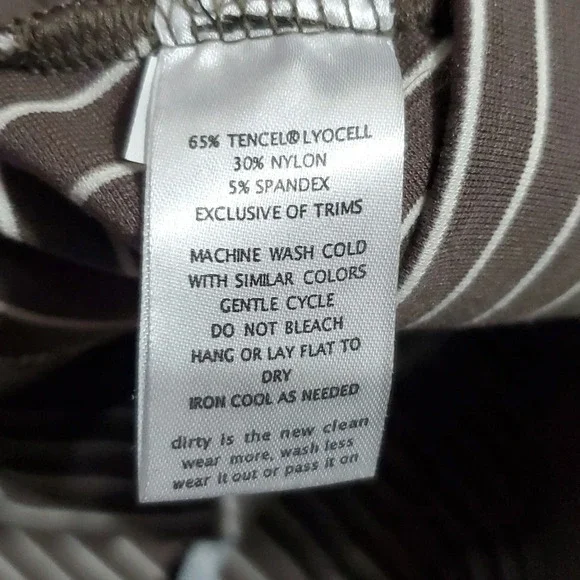 65% TENCEL®LYOCELL
30% NYLON
5% SPANDEX
EXCLUSIVE OF TRIMS
MACHINE WASH COLD
WITH SIMILAR COLORS
GENTLE CYCLE
DO NOT BLEACH
HANG OR LAY FLAT TO
DRY
IRON COOL AS NEEDED
dirty is the new clean
wear more, wash less
wear it out or pass it on